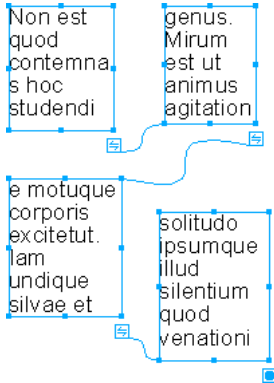 Non est
quod
contemna
s hoc
studendi
genus.
Mirum
est ut
animus
agitation
e motuque
corporis
excitetut.
Iam
undique
silvae et
solitudo
ipsumque
illud
silentium
quod
venationi